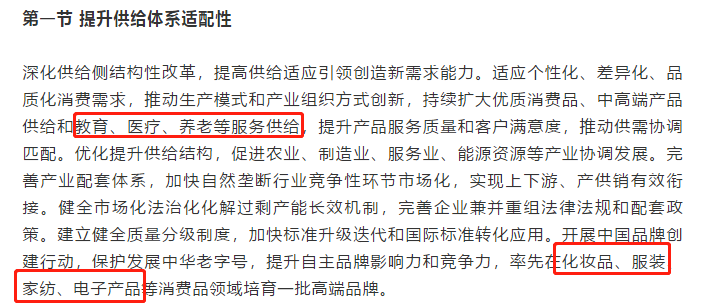 第一节 提升供给体系适配性
深化供给侧结构性改革，提高供给适应引领创造新需求能力。适应个性化、差异化、品
质化消费需求，推动生产模式和产业组织方式创新，持续扩大优质消费品、中高端产品
供给和教育、医疗、养老等服务供给，提升产品服务质量和客户满意度，推动供需协调
匹配。优化提升供给结构，促进农业、制造业、服务业、能源资源等产业协调发展。完
善产业配套体系，加快自然垄断行业竞争性环节市场化，实现上下游、产供销有效衔
接。健全市场化法治化化解过剩产能长效机制，完善企业兼并重组法律法规和配套政
策。建立健全质量分级制度，加快标准升级迭代和国际标准转化应用。开展中国品牌创
建行动，保护发展中华老字号，提升自主品牌影响力和竞争力，率先在化妆品、服装
家纺、电子产品等消费品领域培育一批高端品牌。